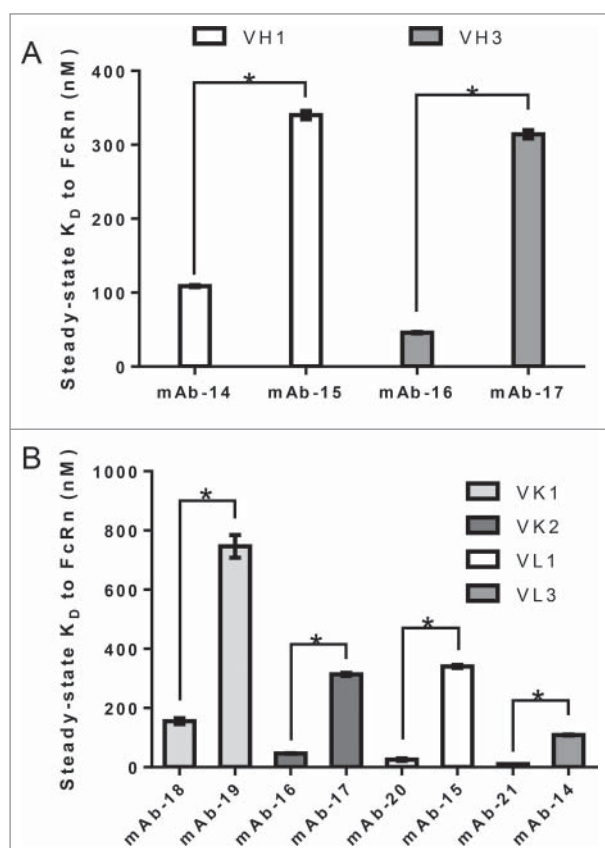 A
VH1
VH3
Steady-state K_D to FcRn (nM)
400
300
200
100
0
*
*
mAb-14
mAb-15
mAb-16
mAb-17
B
Steady-state K_D to FcRn (nM)
1000
800
600
400
200
0
*
*
*
*
VK1
VK2
VL1
VL3
mAb-18
mAb-19
mAb-16
mAb-17
mAb-20
mAb-15
mAb-21
mAb-14